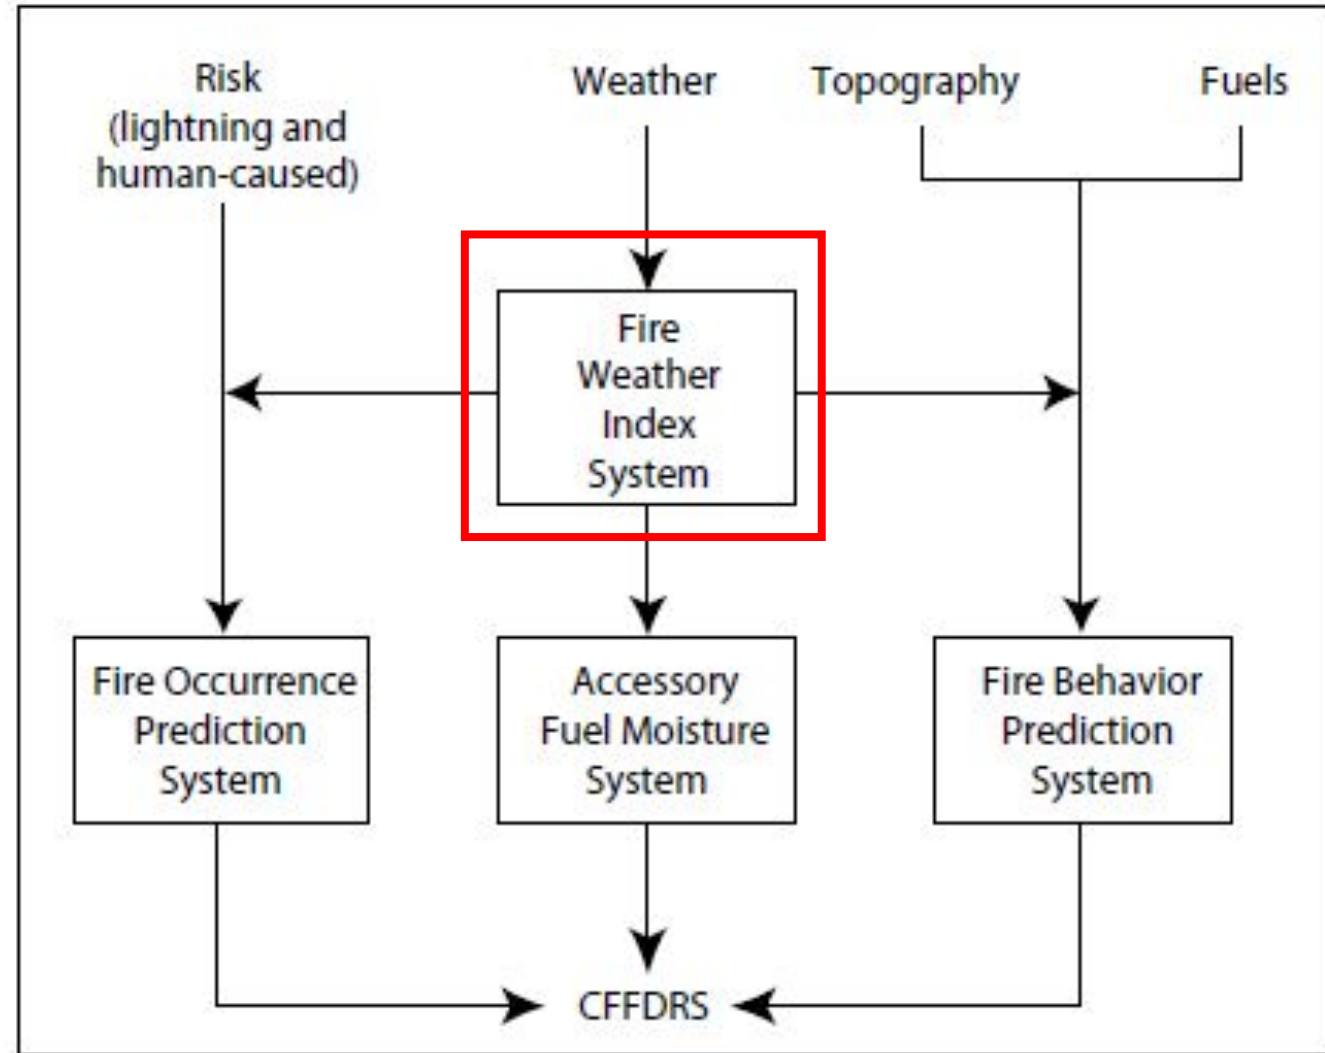 Risk
(lightning and
human-caused)
Weather
Topography
Fuels
Fire
Weather
Index
System
Fire Occurrence
Prediction
System
Accessory
Fuel Moisture
System
Fire Behavior
Prediction
System
CFFDRS